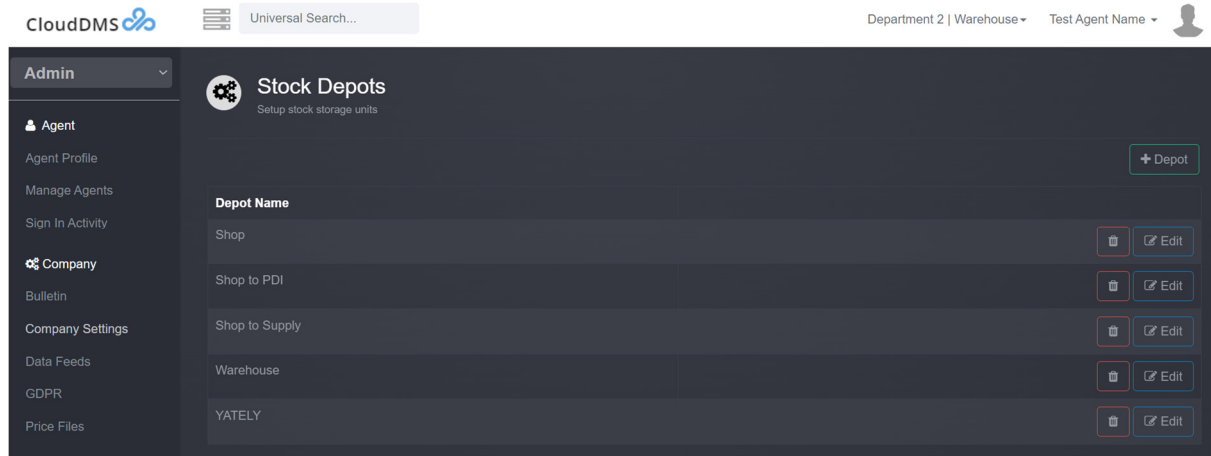 CloudDMS
Universal Search...
Department 2 | Warehouse
Test Agent Name
Admin
Agent
Agent Profile
Manage Agents
Sign In Activity
Company
Bulletin
Company Settings
Data Feeds
GDPR
Price Files
Stock Depots
Setup stock storage units
+ Depot
Depot Name
Shop
Edit
Shop to PDI
Edit
Shop to Supply
Edit
Warehouse
Edit
YATELY
Edit